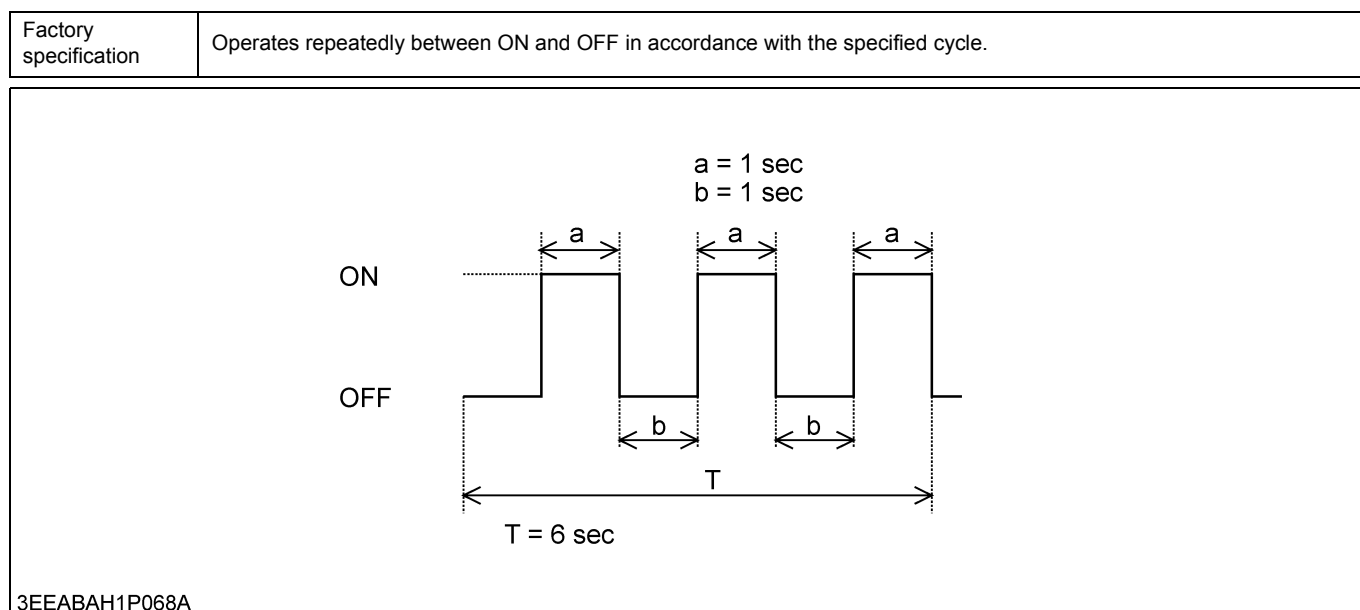 Factory
specification
Operates repeatedly between ON and OFF in accordance with the specified cycle.
a = 1 sec
b = 1 sec
a a a
ON
OFF
b b
T
T = 6 sec
3EEABAH1P068A